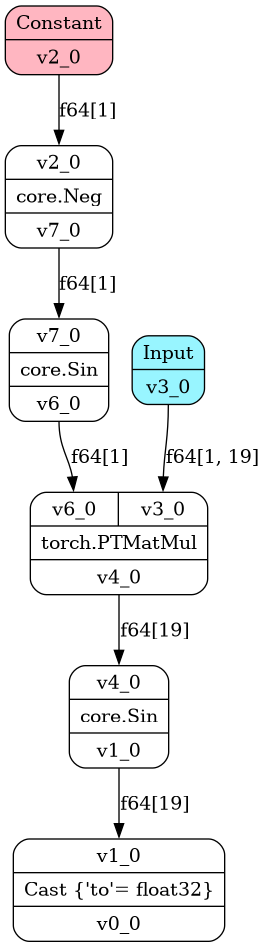 Constant
v2_0
f64[1]
v2_0
core.Neg
v7_0
f64[1]
v7_0
core.Sin
v6_0
Input
v3_0
f64[1]
f64[1, 19]
v6_0 v3_0
torch.PTMatMul
v4_0
f64[19]
v4_0
core.Sin
v1_0
f64[19]
v1_0
Cast {'to'= float32}
v0_0